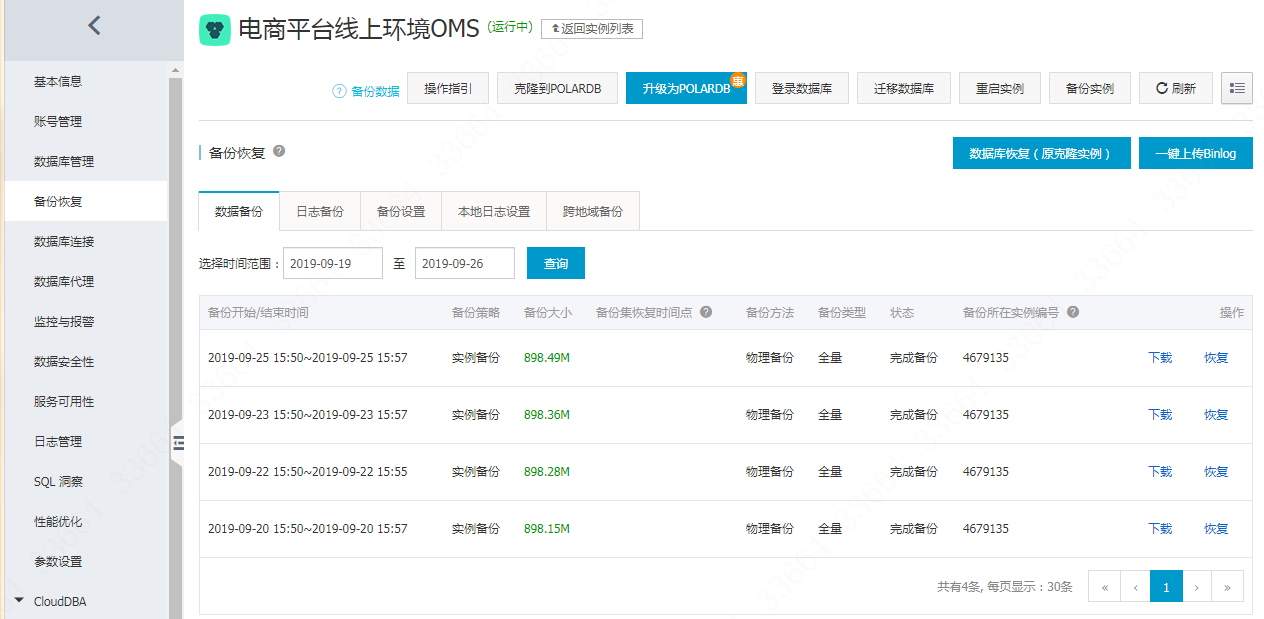 电商平台线上环境OMS (运行中) 返回实例列表
备份数据 操作指引 克隆到POLARDB 升级为POLARDB 惠 登录数据库 迁移数据库 重启实例 备份实例 刷新
基本信息
账号管理
数据库管理
备份恢复
数据库连接
数据库代理
监控与报警
数据安全性
服务可用性
日志管理
SQL 洞察
性能优化
参数设置
CloudDBA
备份恢复 数据库恢复(原克隆实例) 一键上传Binlog
数据备份 日志备份 备份设置 本地日志设置 跨地域备份
选择时间范围: 2019-09-19 至 2019-09-26 查询
备份开始/结束时间 备份策略 备份大小 备份集恢复时间点 备份方法 备份类型 状态 备份所在实例编号 操作
2019-09-25 15:50~2019-09-25 15:57 实例备份 898.49M 物理备份 全量 完成备份 4679135 下载 恢复
2019-09-23 15:50~2019-09-23 15:57 实例备份 898.36M 物理备份 全量 完成备份 4679135 下载 恢复
2019-09-22 15:50~2019-09-22 15:55 实例备份 898.28M 物理备份 全量 完成备份 4679135 下载 恢复
2019-09-20 15:50~2019-09-20 15:57 实例备份 898.15M 物理备份 全量 完成备份 4679135 下载 恢复
共有4条, 每页显示:30条 « ‹ 1 › »